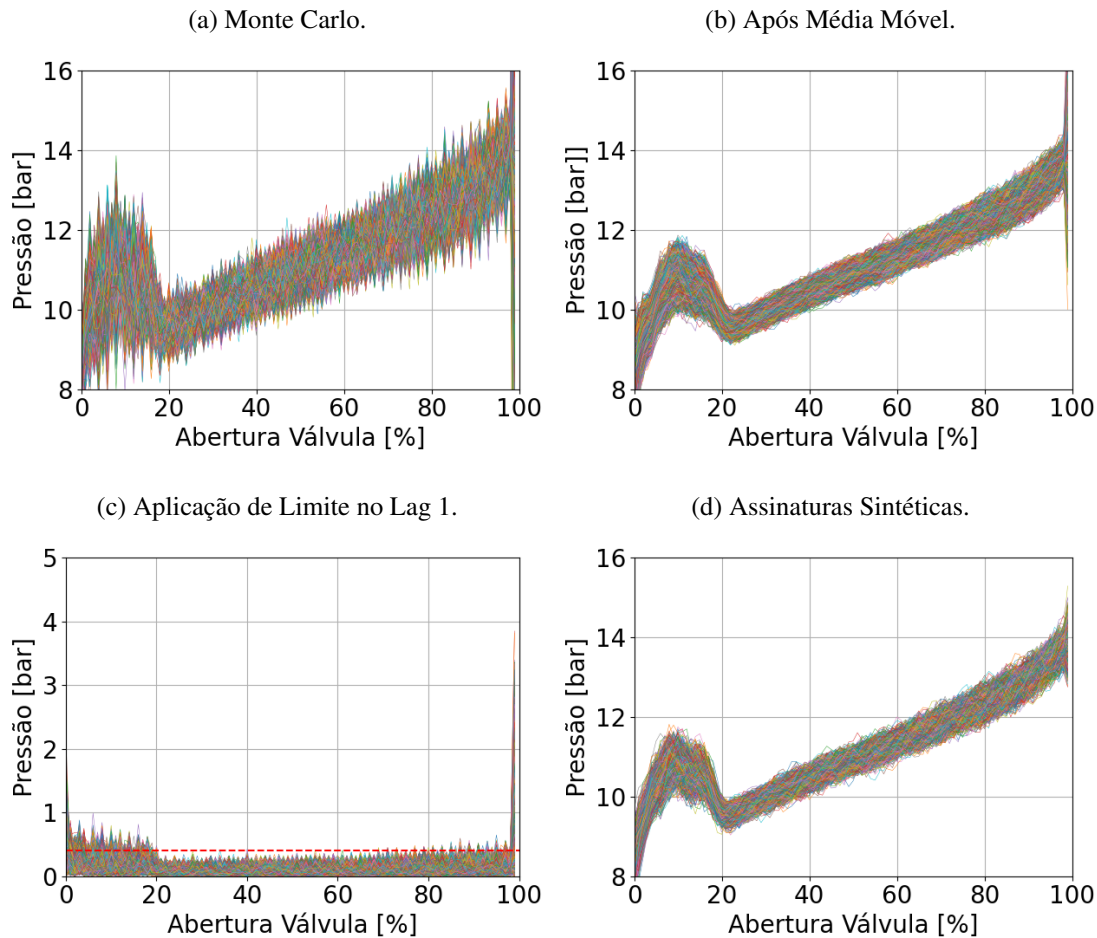 (a) Monte Carlo.
(b) Após Média Móvel.
16
14
12
10
8
Pressão [bar]
0 20 40 60 80 100
Abertura Válvula [%]
16
14
12
10
8
Pressão [bar]]
0 20 40 60 80 100
Abertura Válvula [%]
(c) Aplicação de Limite no Lag 1.
(d) Assinaturas Sintéticas.
5
4
3
2
1
0
Pressão [bar]
0 20 40 60 80 100
Abertura Válvula [%]
16
14
12
10
8
Pressão [bar]
0 20 40 60 80 100
Abertura Válvula [%]